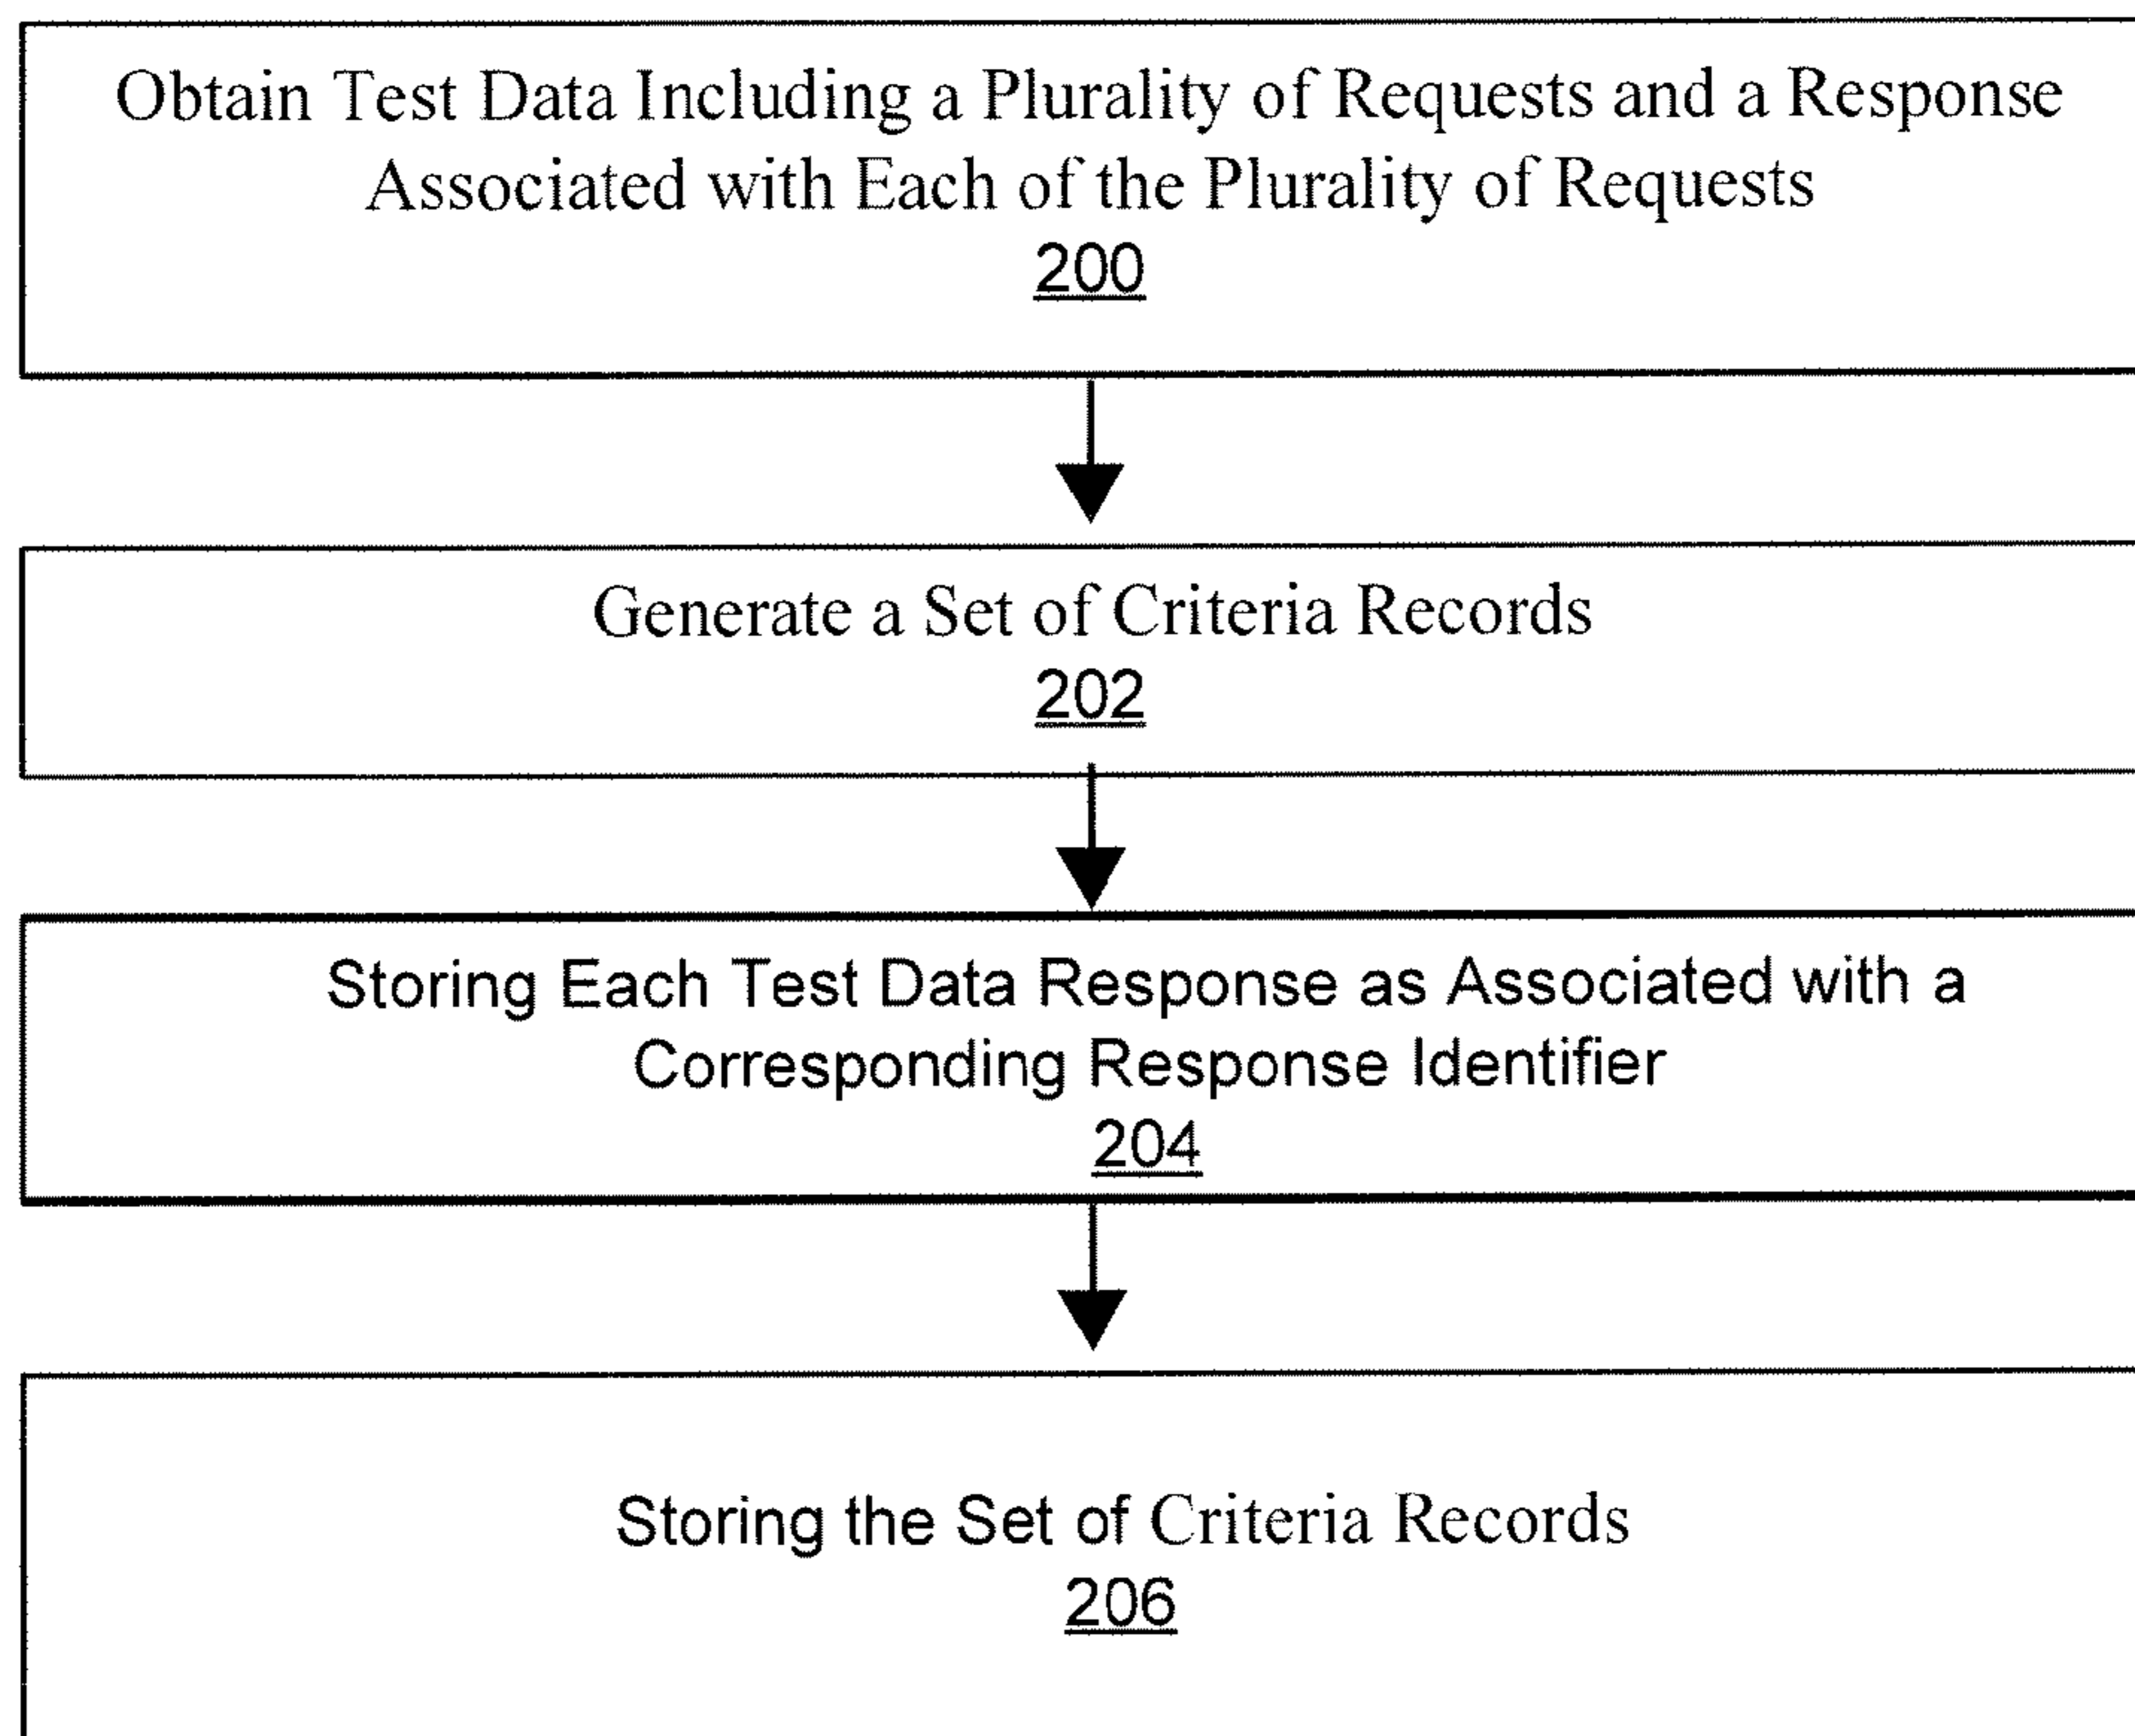 Obtain Test Data Including a Plurality of Requests and a Response
Associated with Each of the Plurality of Requests
200
Generate a Set of Criteria Records
202
Storing Each Test Data Response as Associated with a
Corresponding Response Identifier
204
Storing the Set of Criteria Records
206